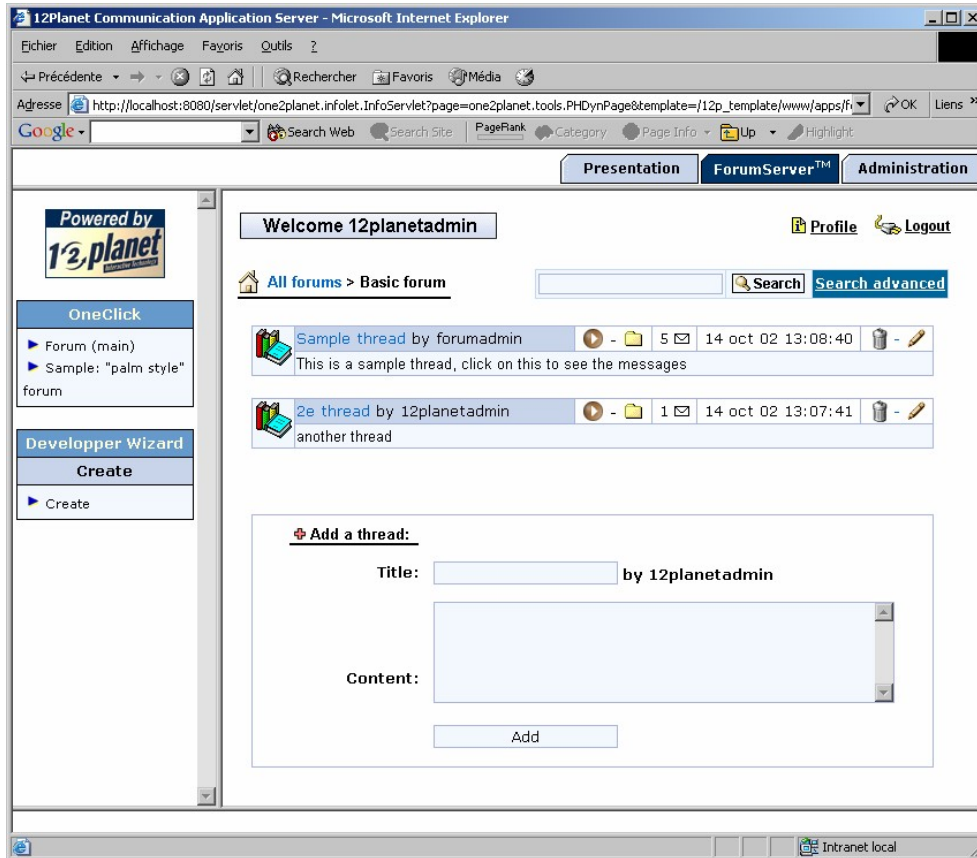 12Planet Communication Application Server - Microsoft Internet Explorer
Fichier Edition Affichage Favoris Outils ?
Précédente Rechercher Favoris Média
Adresse http://localhost:8080/servlet/one2planet.infolet.InfoServlet?page=one2planet.tools.PHDynPage&template=/12p_template/www/apps/f OK Liens »
Google Search Web Search Site PageRank Category Page Info Up Highlight
Presentation ForumServer™ Administration
Powered by
12planet
Welcome 12planetadmin
Profile Logout
All forums > Basic forum
Search Search advanced
OneClick
Forum (main)
Sample: "palm style"
forum
Developper Wizard
Create
Create
Sample thread by forumadmin - 5 14 oct 02 13:08:40 -
This is a sample thread, click on this to see the messages
2e thread by 12planetadmin - 1 14 oct 02 13:07:41 -
another thread
Add a thread:
Title: by 12planetadmin
Content:
Add
Intranet local